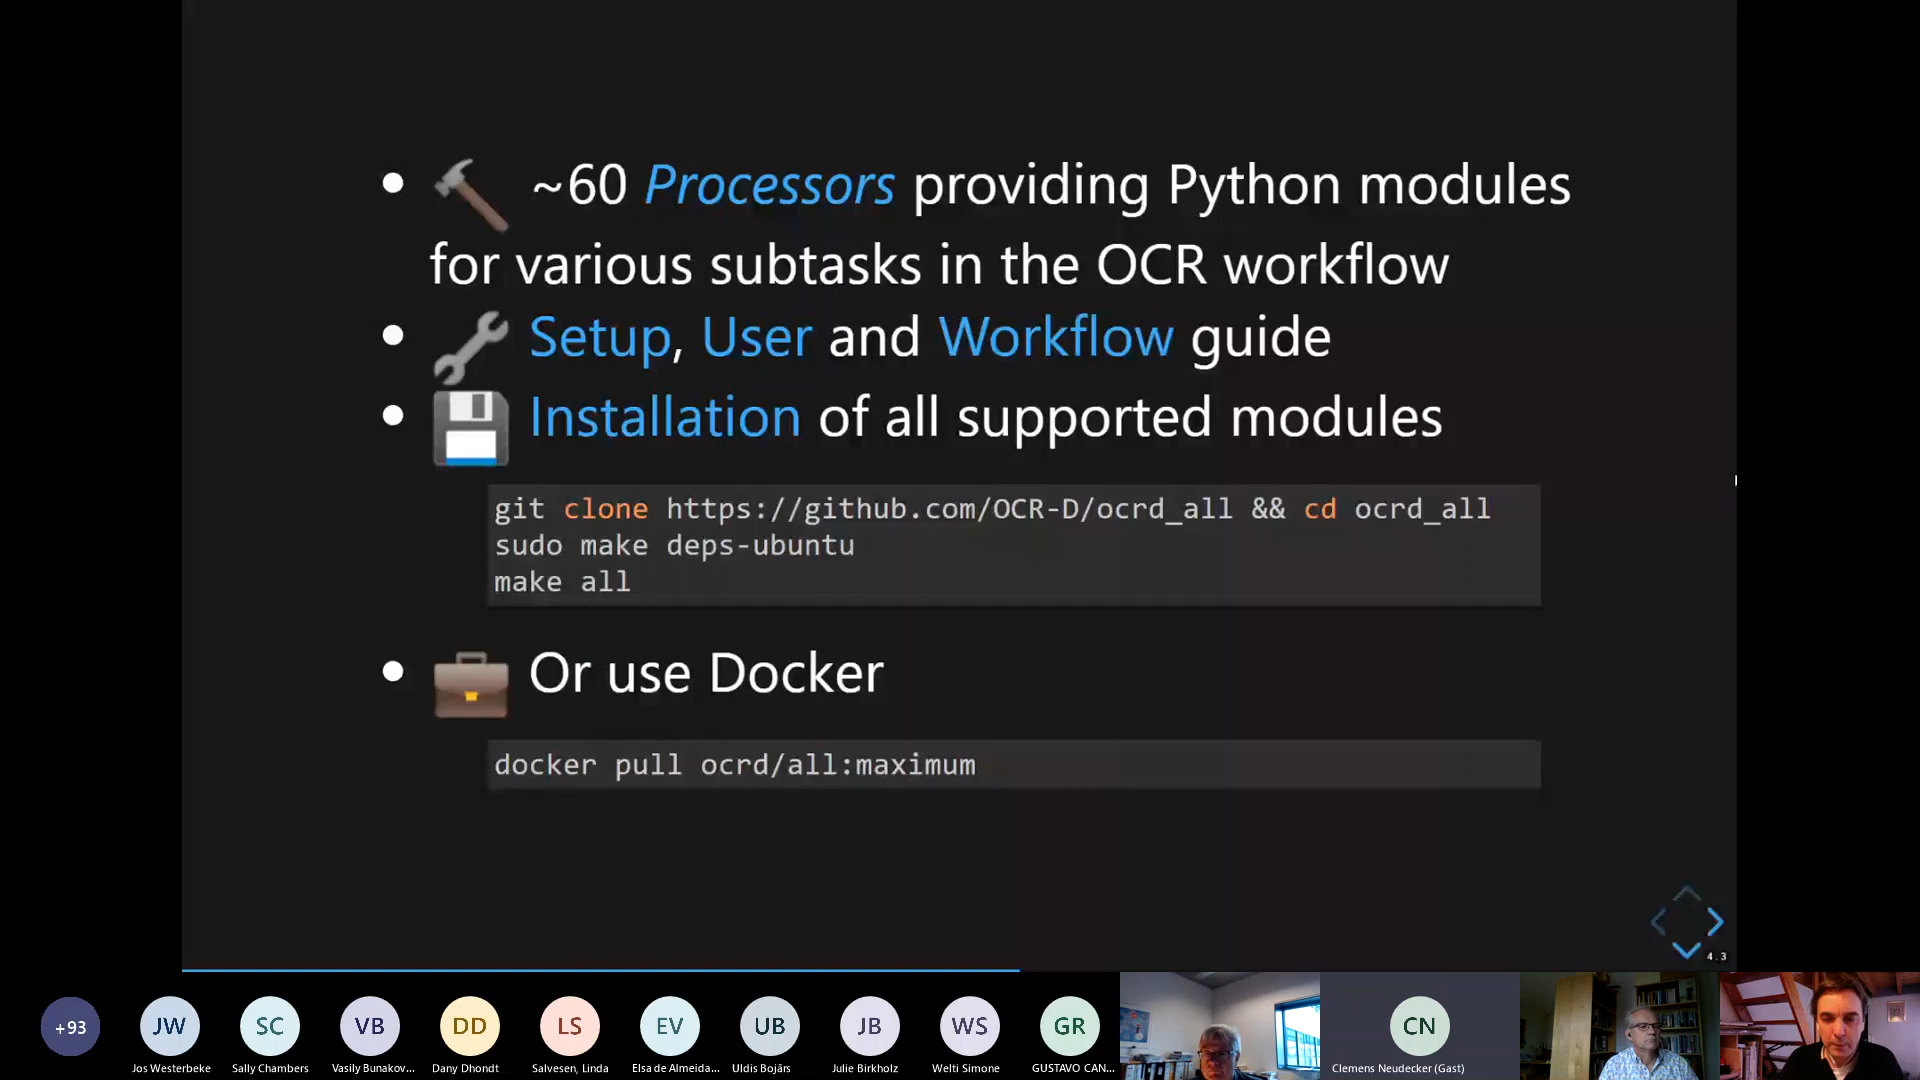 ~60 Processors providing Python modules
for various subtasks in the OCR workflow
Setup, User and Workflow guide
Installation of all supported modules
git clone https://github.com/OCR-D/ocrd_all && cd ocrd_all
sudo make deps-ubuntu
make all
Or use Docker
docker pull ocrd/all:maximum
4.3
+93
JW
SC
VB
DD
LS
EV
UB
JB
WS
GR
CN
Jos Westerbeke
Sally Chambers
Vasily Bunakov...
Dany Dhondt
Salvesen, Linda
Elsa de Almeida...
Uldis Bojārs
Julie Birkholz
Welti Simone
GUSTAVO CAN...
Clemens Neudecker (Gast)